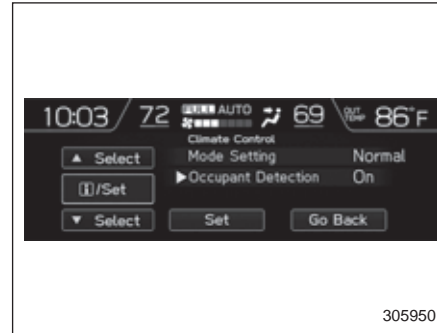 10:03 72 FULL AUTO 69 OUT TEMP 86°F
Climate Control
▲ Select Mode Setting Normal
i/Set ▶Occupant Detection On
▼ Select Set Go Back
305950